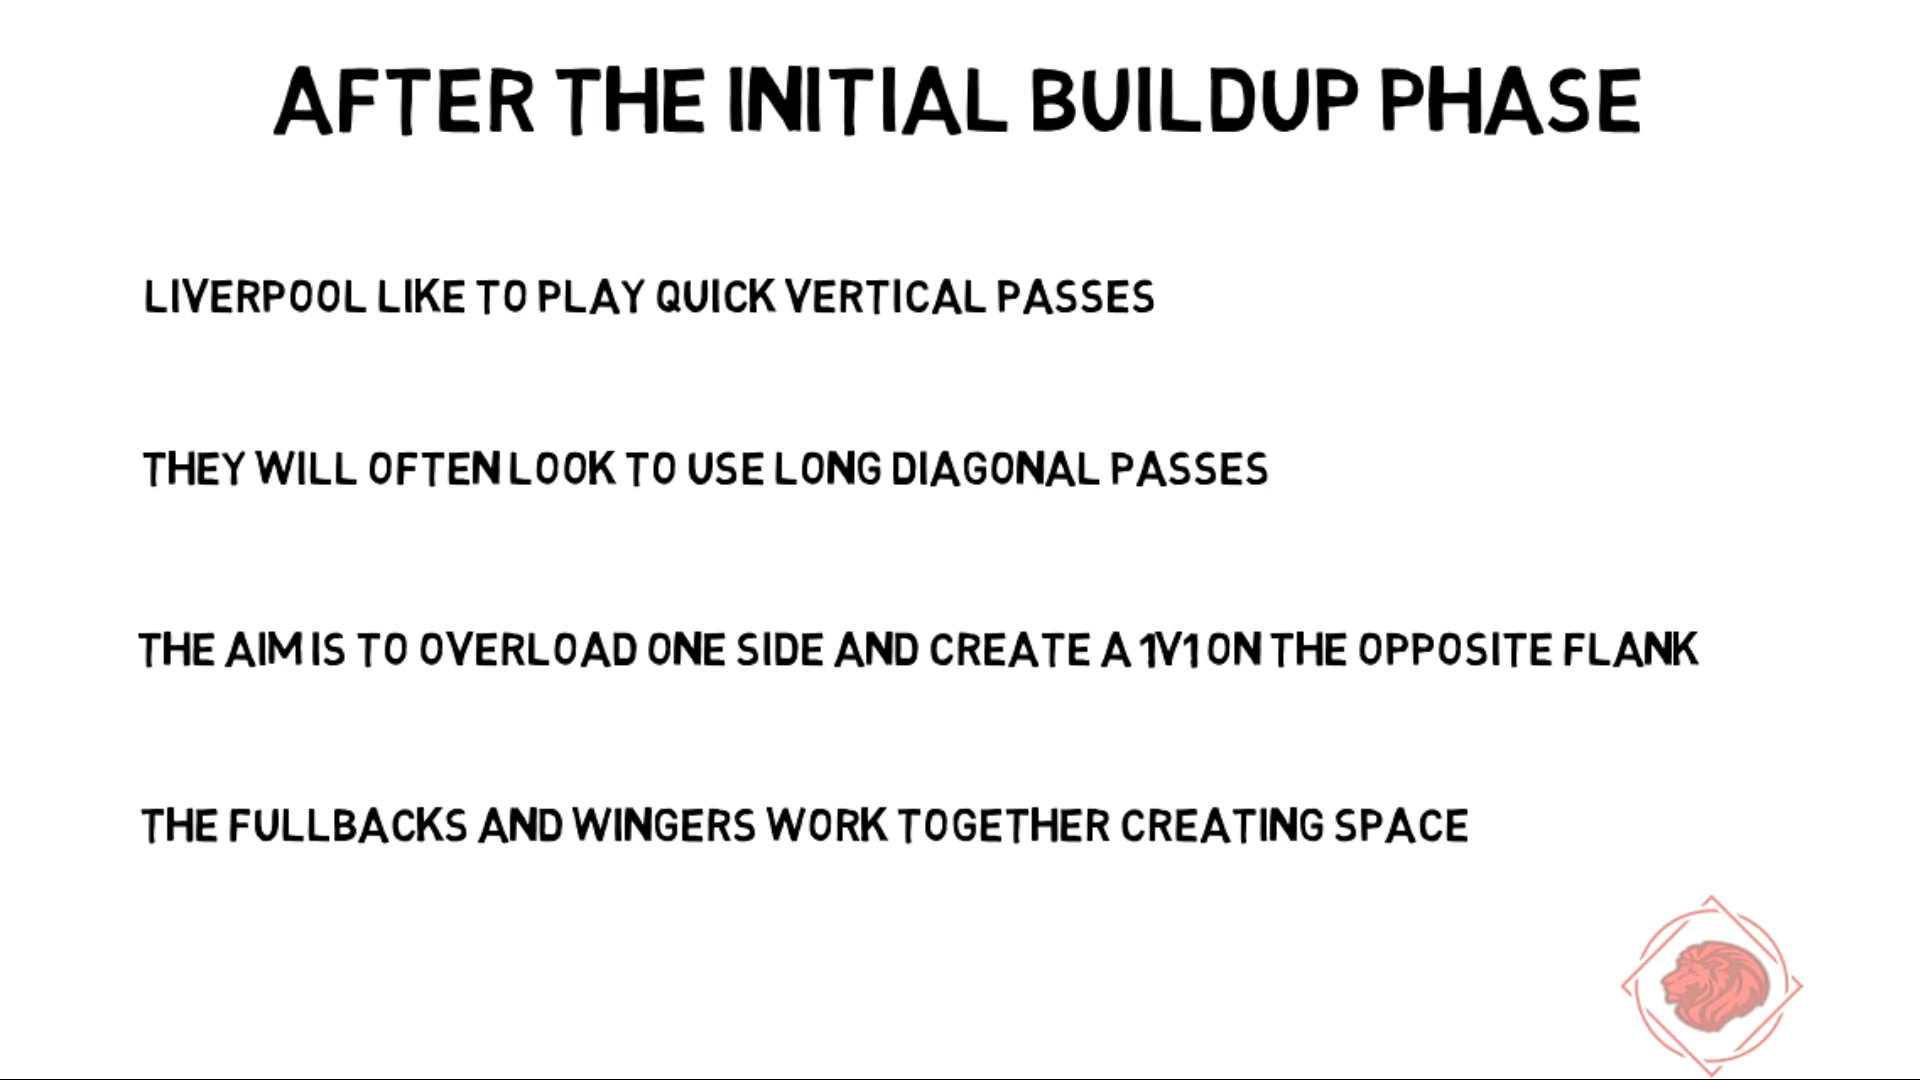 AFTER THE INITIAL BUILDUP PHASE
LIVERPOOL LIKE TO PLAY QUICK VERTICAL PASSES
THEY WILL OFTEN LOOK TO USE LONG DIAGONAL PASSES
THE AIM IS TO OVERLOAD ONE SIDE AND CREATE A 1V1 ON THE OPPOSITE FLANK
THE FULLBACKS AND WINGERS WORK TOGETHER CREATING SPACE